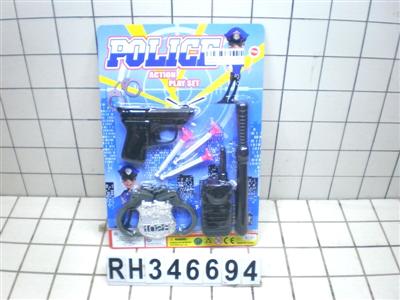 POLICE
ACTION
PLAY SET
RH346694